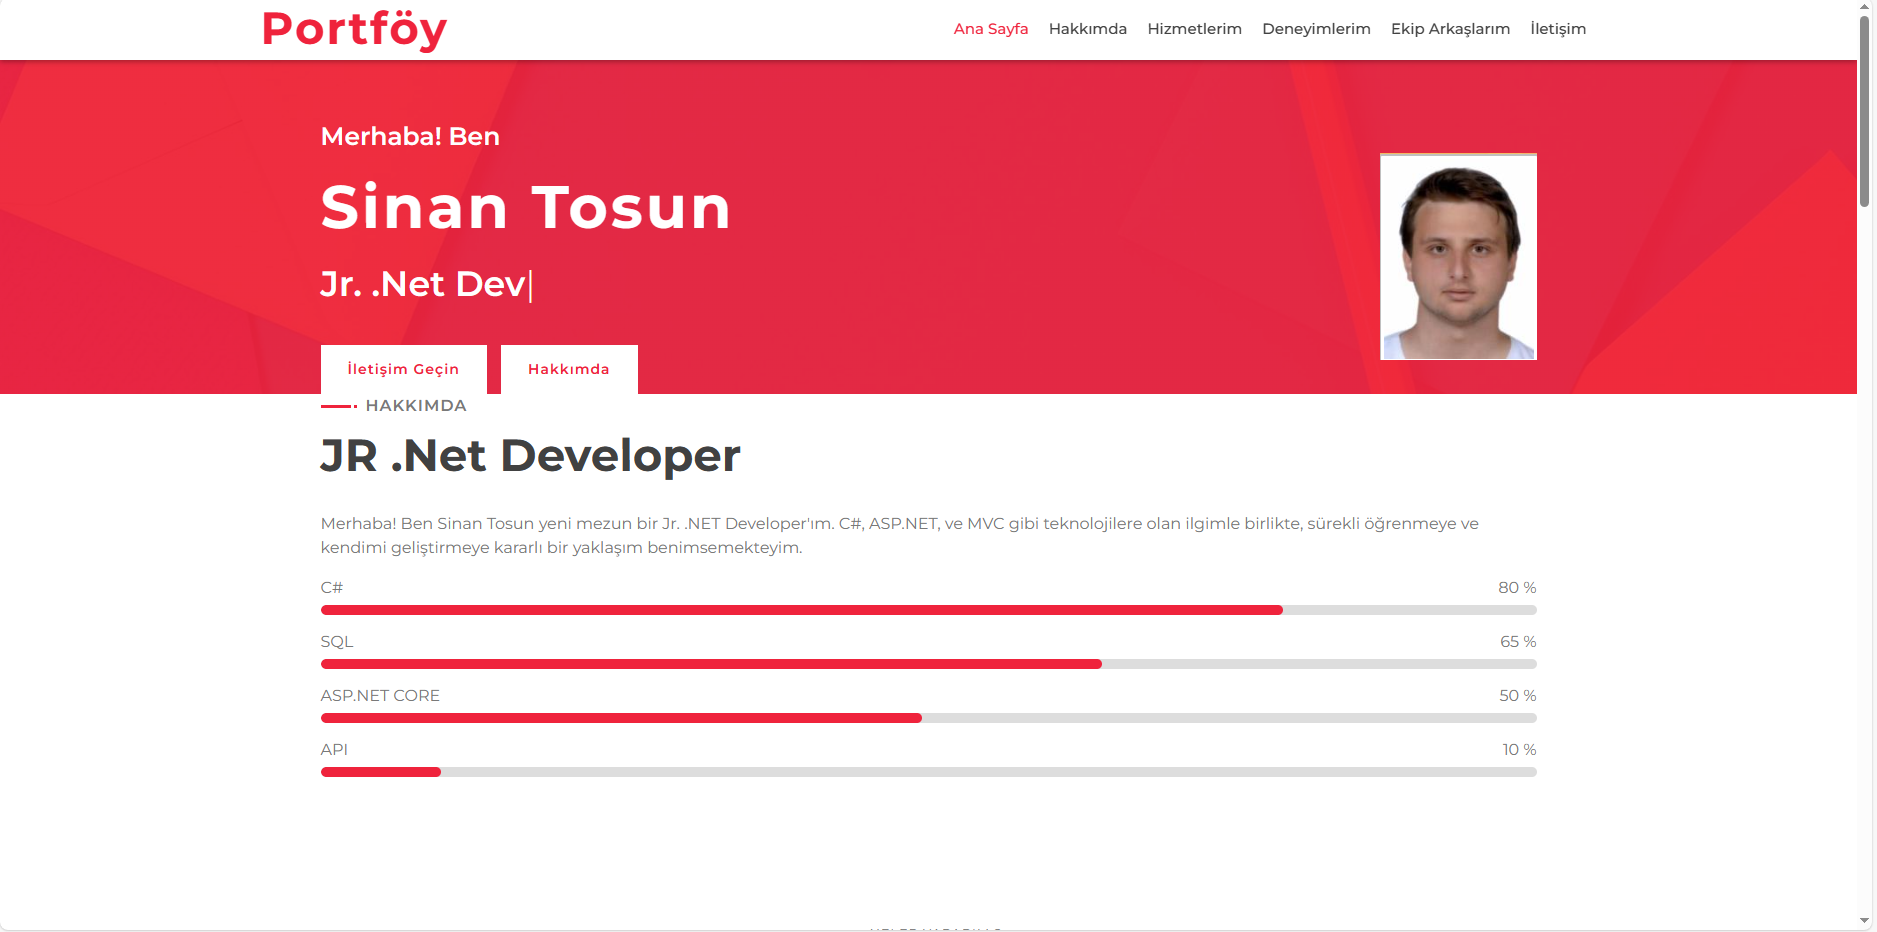 Portföy
Ana Sayfa Hakkımda Hizmetlerim Deneyimlerim Ekip Arkaşlarım İletişim
Merhaba! Ben
Sinan Tosun
Jr. .Net Dev
İletişim Geçin Hakkımda
HAKKIMDA
JR .Net Developer
Merhaba! Ben Sinan Tosun yeni mezun bir Jr. .NET Developer'ım. C#, ASP.NET, ve MVC gibi teknolojilere olan ilgimle birlikte, sürekli öğrenmeye ve
kendimi geliştirmeye kararlı bir yaklaşım benimsemekteyim.
C# 80 %
SQL 65 %
ASP.NET CORE 50 %
API 10 %